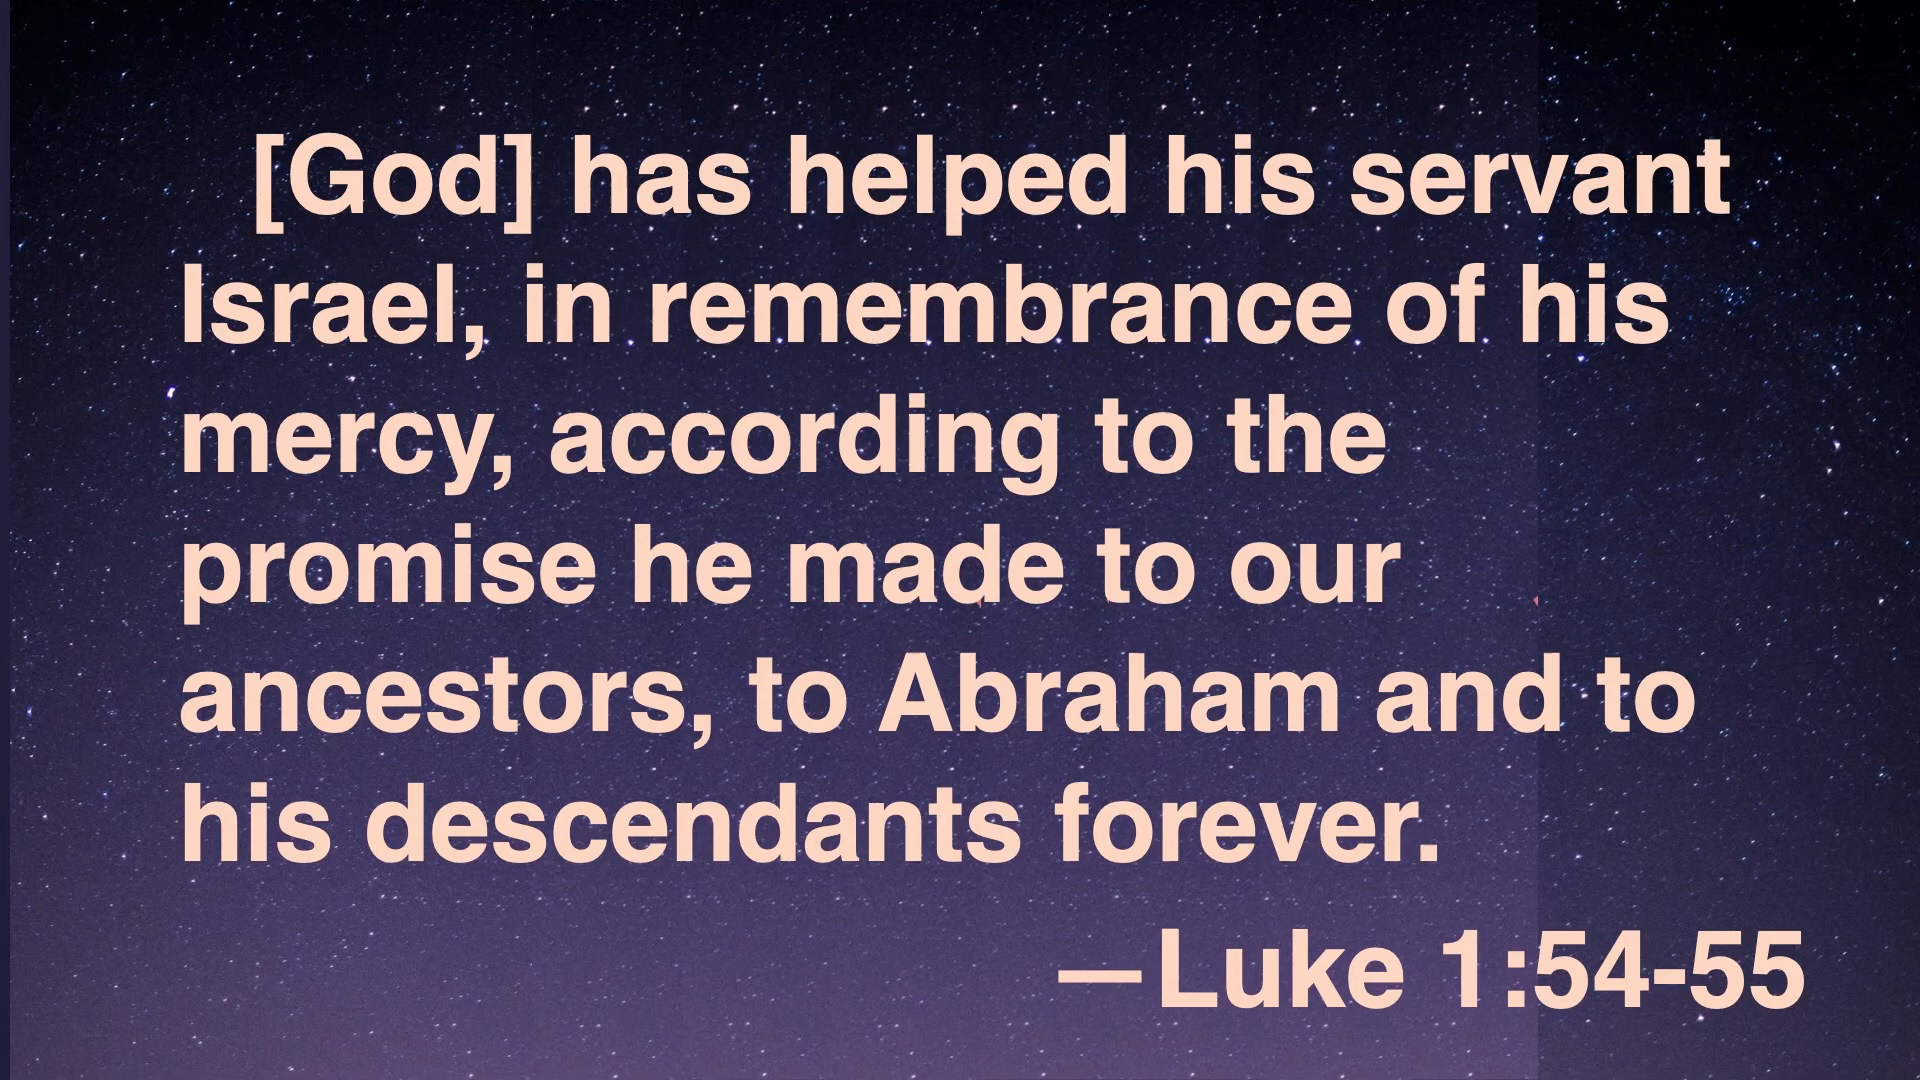 [God] has helped his servant
Israel, in remembrance of his
mercy, according to the
promise he made to our
ancestors, to Abraham and to
his descendants forever.
—Luke 1:54-55